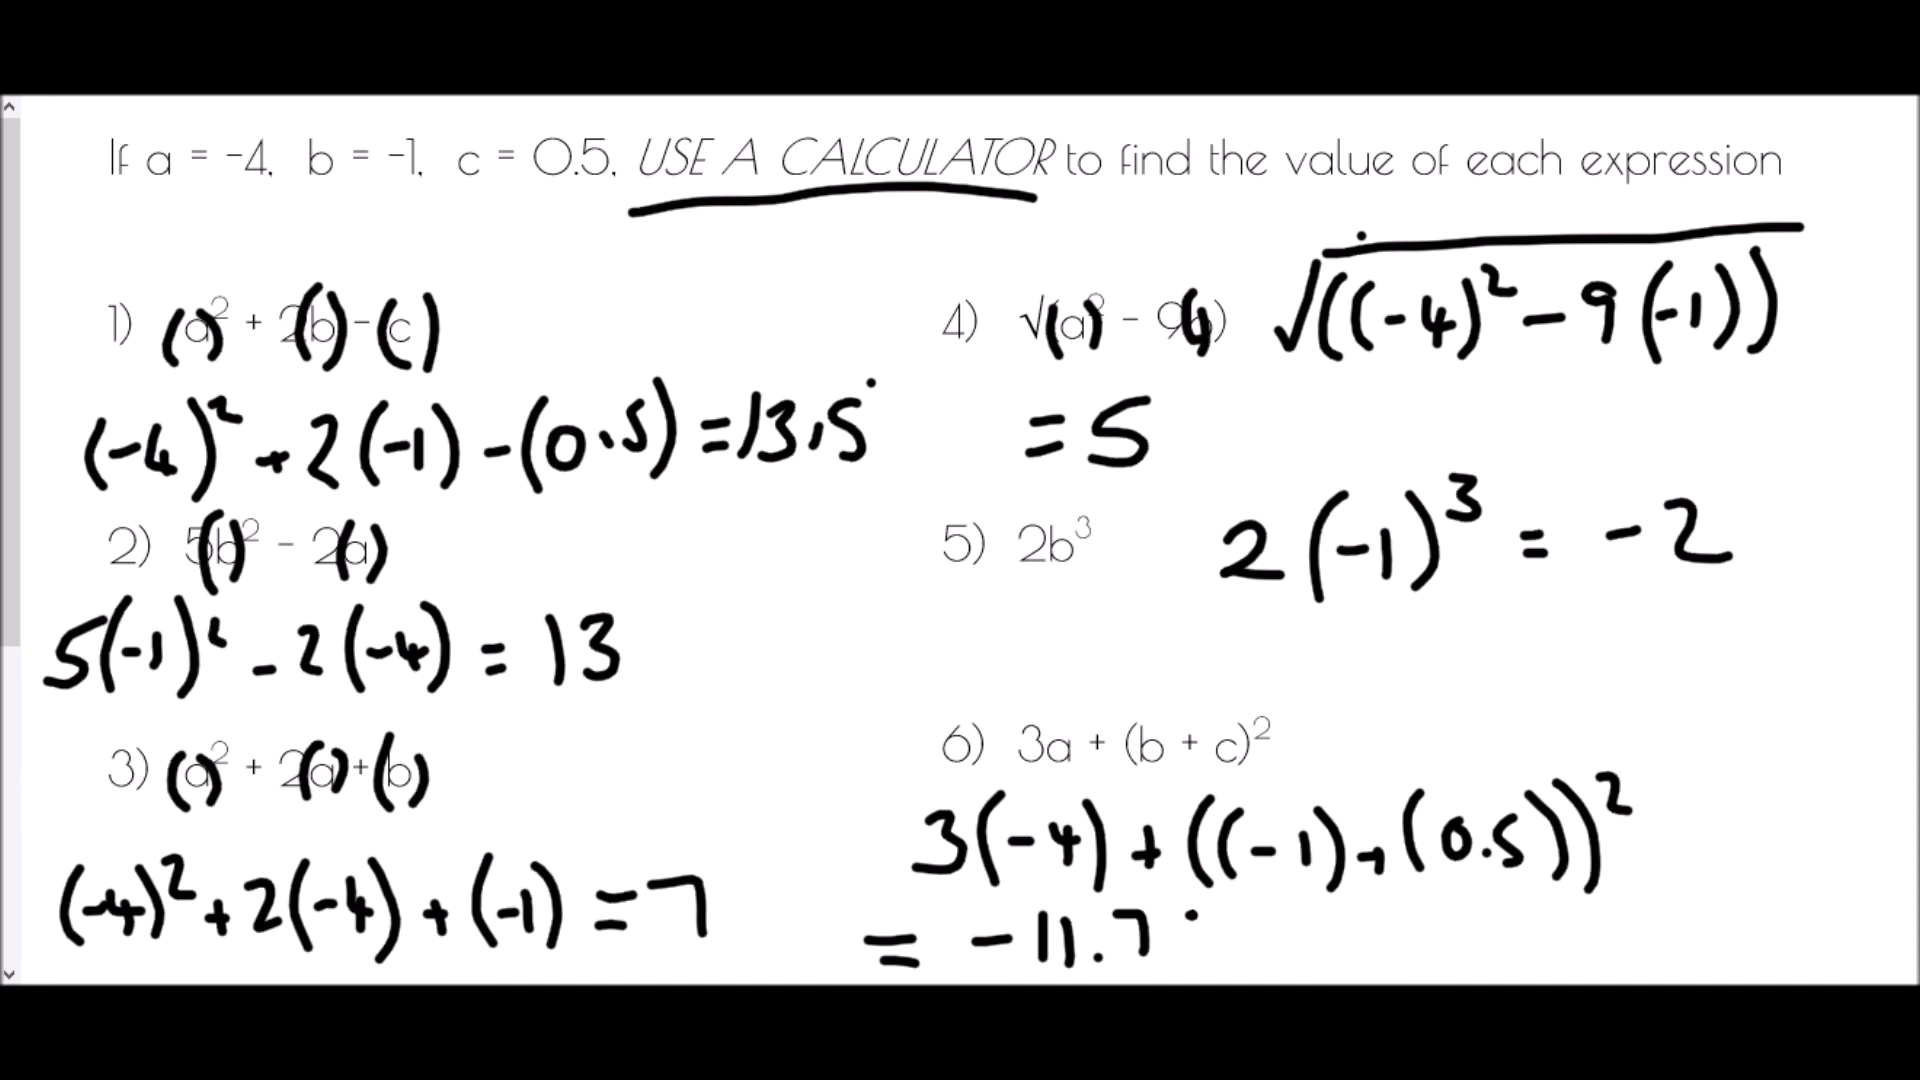 If a = -4, b = -1, c = 0.5, USE A CALCULATOR to find the value of each expression
1) (a)² + 2(b) - (c)
(-4)² + 2(-1) - (0.5) = 13.5
2) 5(b)² - 2(a)
5(-1)² - 2(-4) = 13
3) (a)² + 2(a) + (b)
(-4)² + 2(-4) + (-1) = 7
4) √((a)² - 9(b)) √((-4)² - 9(-1))
= 5
5) 2b³ 2(-1)³ = -2
6) 3a + (b + c)²
3(-4) + ((-1) + (0.5))²
= -11.7